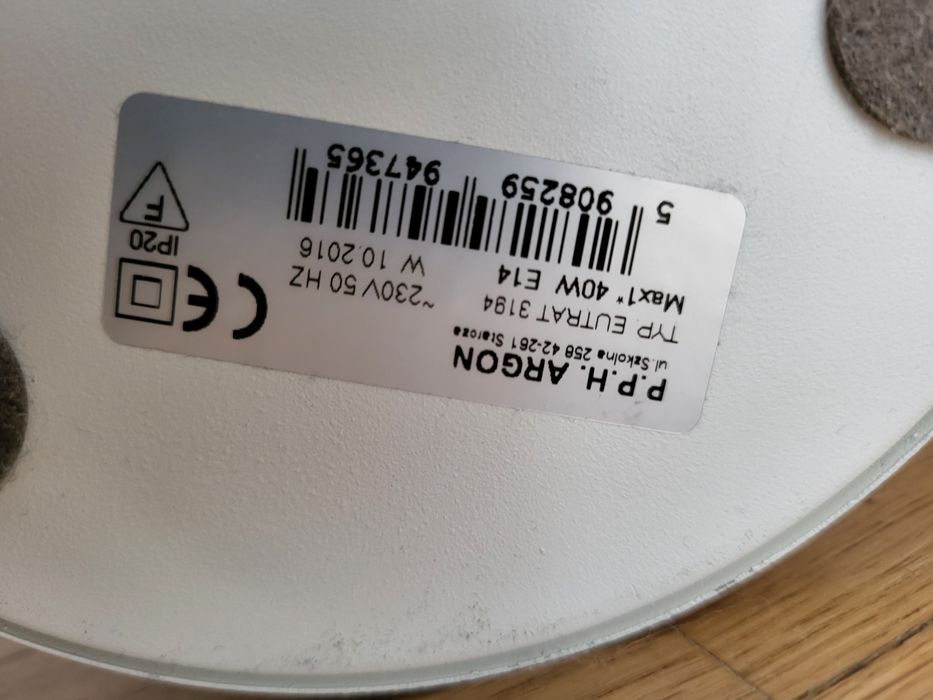 P.P.H. ARGON
ul. Szkolna 258 42-261 Starcza
TYP EUTRAT 3194
Max1* 40W E14
~230V 50 HZ
W 10.2016
5 908259 947365
CE
IP20
F